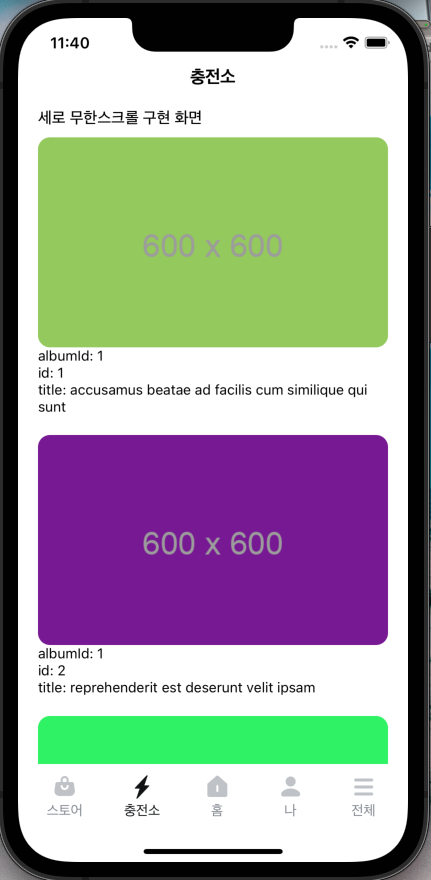 11:40
충전소
세로 무한스크롤 구현 화면
600 x 600
albumId: 1
id: 1
title: accusamus beatae ad facilis cum similique qui
sunt
600 x 600
albumId: 1
id: 2
title: reprehenderit est deserunt velit ipsam
스토어 충전소 홈 나 전체